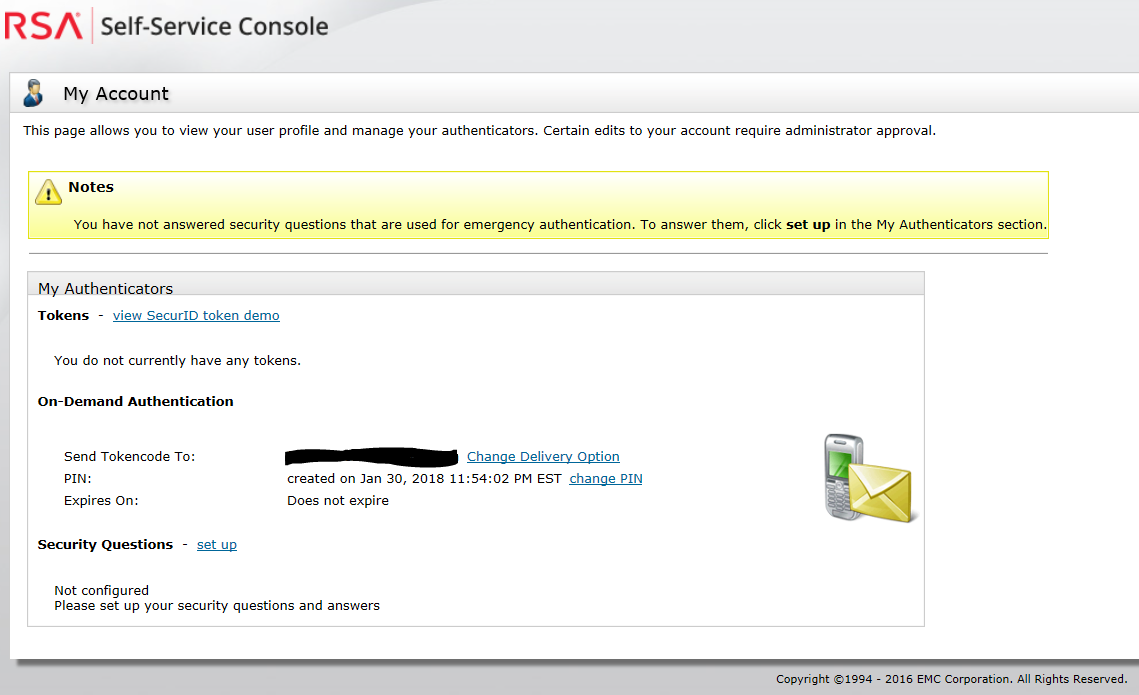 RSA Self-Service Console
My Account
This page allows you to view your user profile and manage your authenticators. Certain edits to your account require administrator approval.
Notes
You have not answered security questions that are used for emergency authentication. To answer them, click set up in the My Authenticators section.
My Authenticators
Tokens - view SecurID token demo
You do not currently have any tokens.
On-Demand Authentication
Send Tokencode To: Change Delivery Option
PIN: created on Jan 30, 2018 11:54:02 PM EST change PIN
Expires On: Does not expire
Security Questions - set up
Not configured
Please set up your security questions and answers
Copyright ©1994 - 2016 EMC Corporation. All Rights Reserved.